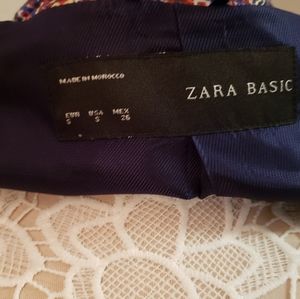 MADE IN MOROCCO
ZARA BASIC
EUR USA MEX
S S 26